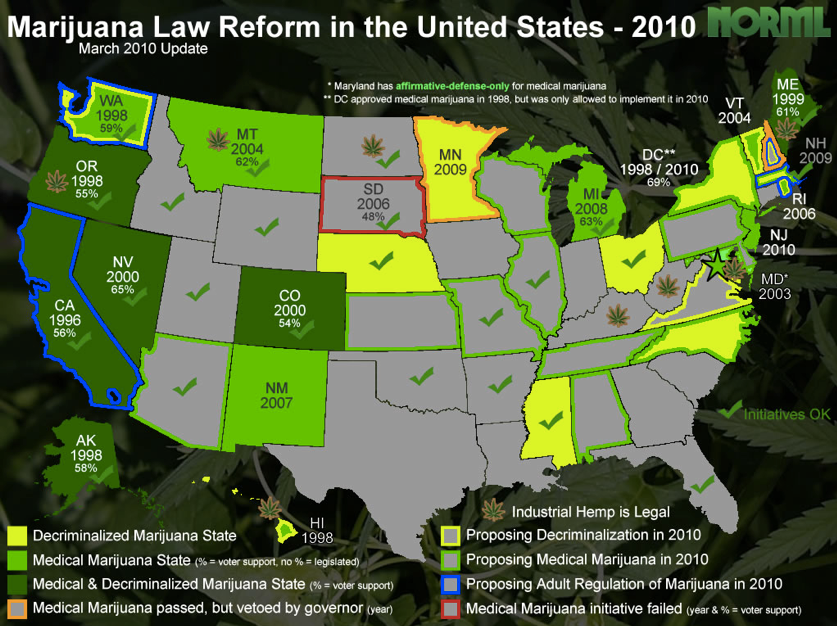 Marijuana Law Reform in the United States - 2010
NORML
March 2010 Update
* Maryland has affirmative-defense-only for medical marijuana
** DC approved medical marijuana in 1998, but was only allowed to implement it in 2010
WA
1998
59%
OR
1998
55%
MT
2004
62%
SD
2006
48%
MN
2009
MI
2008
63%
DC**
1998 / 2010
69%
VT
2004
ME
1999
61%
NH
2009
RI
2006
NJ
2010
MD*
2003
NV
2000
65%
CA
1996
56%
CO
2000
54%
NM
2007
AK
1998
58%
HI
1998
Initiatives OK
Decriminalized Marijuana State
Medical Marijuana State (% = voter support, no % = legislated)
Medical & Decriminalized Marijuana State (% = voter support)
Medical Marijuana passed, but vetoed by governor (year)
Industrial Hemp is Legal
Proposing Decriminalization in 2010
Proposing Medical Marijuana in 2010
Proposing Adult Regulation of Marijuana in 2010
Medical Marijuana initiative failed (year & % = voter support)